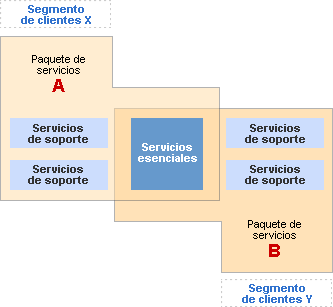 Segmento
de clientes X
Paquete de
servicios
A
Servicios
de soporte
Servicios
de soporte
Servicios
esenciales
Servicios
de soporte
Servicios
de soporte
Paquete de
servicios
B
Segmento
de clientes Y